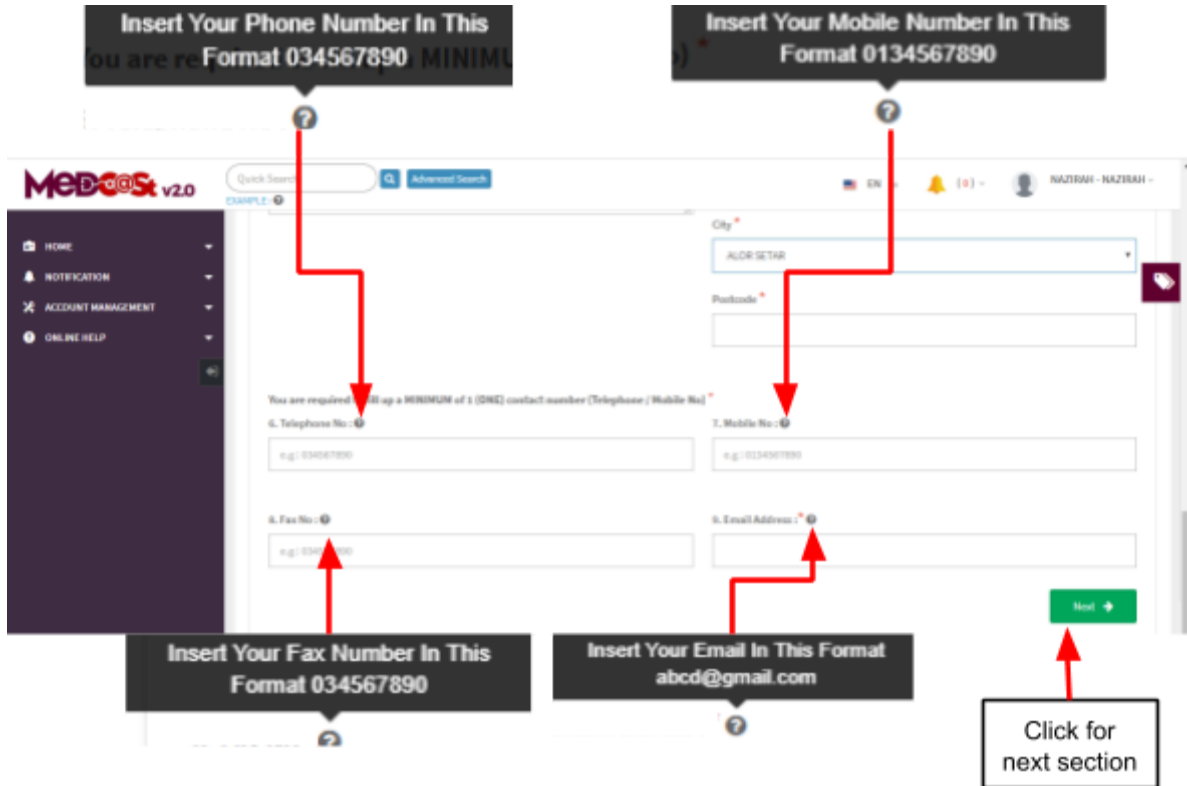 Insert Your Phone Number In This
Format 034567890
Insert Your Mobile Number In This
Format 0134567890
MeDC@St v2.0
Quick Search
Advanced Search
EXAMPLE :
EN
(0)
NAZIRAH - NAZIRAH
HOME
NOTIFICATION
ACCOUNT MANAGEMENT
ONLINE HELP
City *
ALOR SETAR
Postcode *
You are required fill up a MINIMUM of 1 (ONE) contact number (Telephone / Mobile No) *
6. Telephone No :
e.g : 034567890
7. Mobile No :
e.g : 0134567890
8. Fax No :
e.g :
9. Email Address : *
Next
Insert Your Fax Number In This
Format 034567890
Insert Your Email In This Format
abcd@gmail.com
Click for
next section